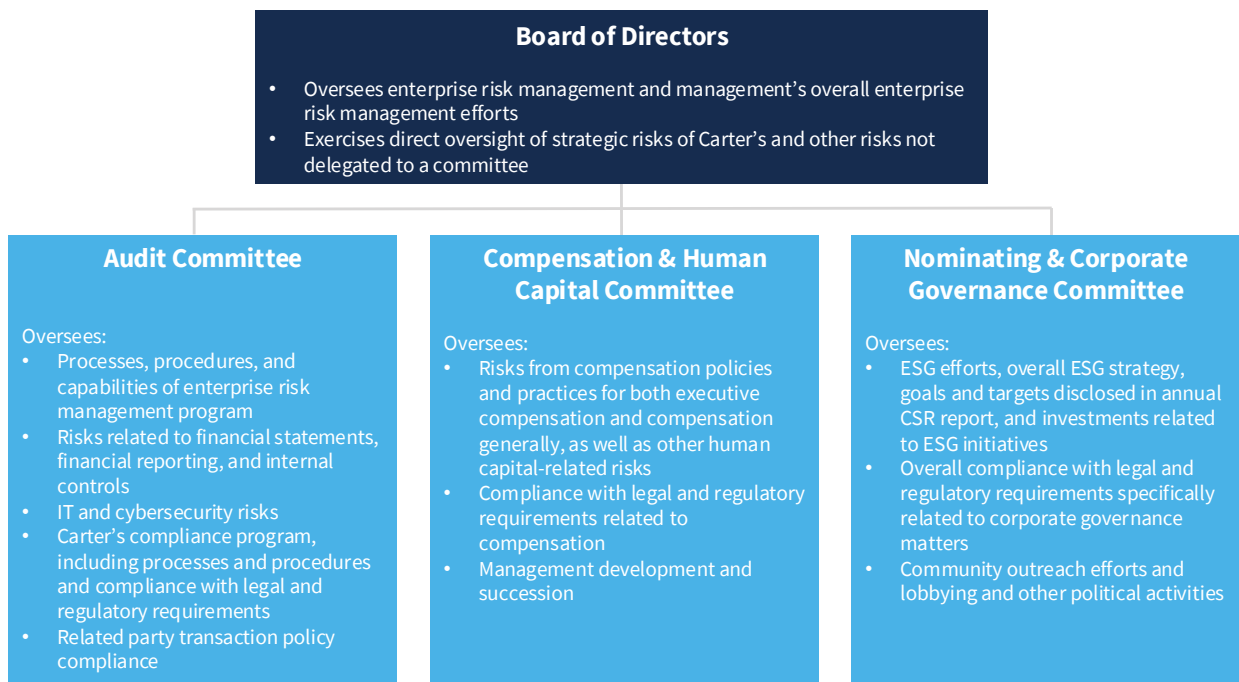 Board of Directors
• Oversees enterprise risk management and management’s overall enterprise
risk management efforts
• Exercises direct oversight of strategic risks of Carter’s and other risks not
delegated to a committee
Audit Committee
Oversees:
• Processes, procedures, and
capabilities of enterprise risk
management program
• Risks related to financial statements,
financial reporting, and internal
controls
• IT and cybersecurity risks
• Carter’s compliance program,
including processes and procedures
and compliance with legal and
regulatory requirements
• Related party transaction policy
compliance
Compensation & Human
Capital Committee
Oversees:
• Risks from compensation policies
and practices for both executive
compensation and compensation
generally, as well as other human
capital-related risks
• Compliance with legal and regulatory
requirements related to
compensation
• Management development and
succession
Nominating & Corporate
Governance Committee
Oversees:
• ESG efforts, overall ESG strategy,
goals and targets disclosed in annual
CSR report, and investments related
to ESG initiatives
• Overall compliance with legal and
regulatory requirements specifically
related to corporate governance
matters
• Community outreach efforts and
lobbying and other political activities